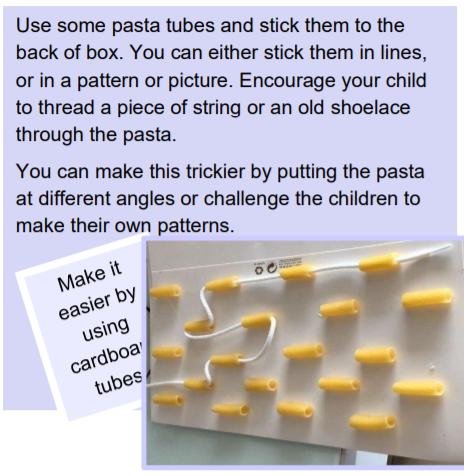 Use some pasta tubes and stick them to the
back of box. You can either stick them in lines,
or in a pattern or picture. Encourage your child
to thread a piece of string or an old shoelace
through the pasta.
You can make this trickier by putting the pasta
at different angles or challenge the children to
make their own patterns.
Make it
easier by
using
cardboa
tubes